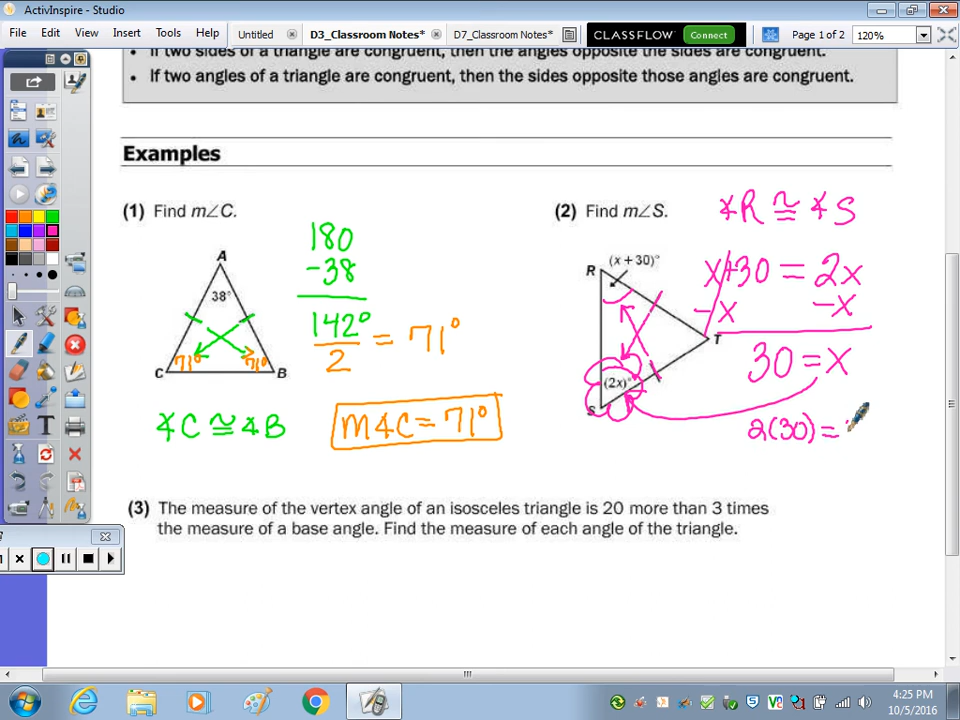 ActivInspire - Studio
File Edit View Insert Tools Help Untitled D3_Classroom Notes* D7_Classroom Notes* CLASSFLOW Connect Page 1 of 2 120%
• If two sides of a triangle are congruent, then the angles opposite the sides are congruent.
• If two angles of a triangle are congruent, then the sides opposite those angles are congruent.
Examples
(1) Find m∠C.
180
-38
142°
2
= 71°
A
38°
71° 71°
C B
∡C ≅ ∡B
m∡C = 71°
(2) Find m∠S.
∡R ≅ ∡S
R (x + 30)°
T
(2x)°
S
x+30 = 2x
-x -x
30 = x
2(30) =
(3) The measure of the vertex angle of an isosceles triangle is 20 more than 3 times
the measure of a base angle. Find the measure of each angle of the triangle.
4:25 PM
10/5/2016